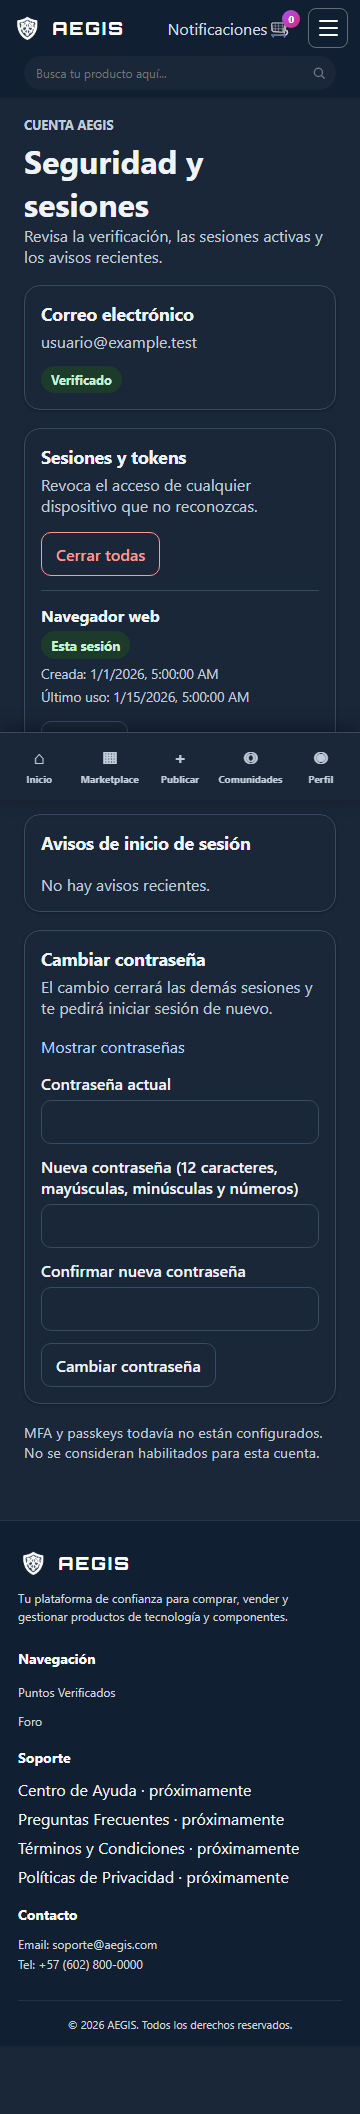 AEGIS
Notificaciones
0
Busca tu producto aquí...
CUENTA AEGIS
Seguridad y
sesiones
Revisa la verificación, las sesiones activas y
los avisos recientes.
Correo electrónico
usuario@example.test
Verificado
Sesiones y tokens
Revoca el acceso de cualquier
dispositivo que no reconozcas.
Cerrar todas
Navegador web
Esta sesión
Creada: 1/1/2026, 5:00:00 AM
Último uso: 1/15/2026, 5:00:00 AM
Inicio
Marketplace
Publicar
Comunidades
Perfil
Avisos de inicio de sesión
No hay avisos recientes.
Cambiar contraseña
El cambio cerrará las demás sesiones y
te pedirá iniciar sesión de nuevo.
Mostrar contraseñas
Contraseña actual
Nueva contraseña (12 caracteres,
mayúsculas, minúsculas y números)
Confirmar nueva contraseña
Cambiar contraseña
MFA y passkeys todavía no están configurados.
No se consideran habilitados para esta cuenta.
AEGIS
Tu plataforma de confianza para comprar, vender y
gestionar productos de tecnología y componentes.
Navegación
Puntos Verificados
Foro
Soporte
Centro de Ayuda · próximamente
Preguntas Frecuentes · próximamente
Términos y Condiciones · próximamente
Políticas de Privacidad · próximamente
Contacto
Email: soporte@aegis.com
Tel: +57 (602) 800-0000
© 2026 AEGIS. Todos los derechos reservados.